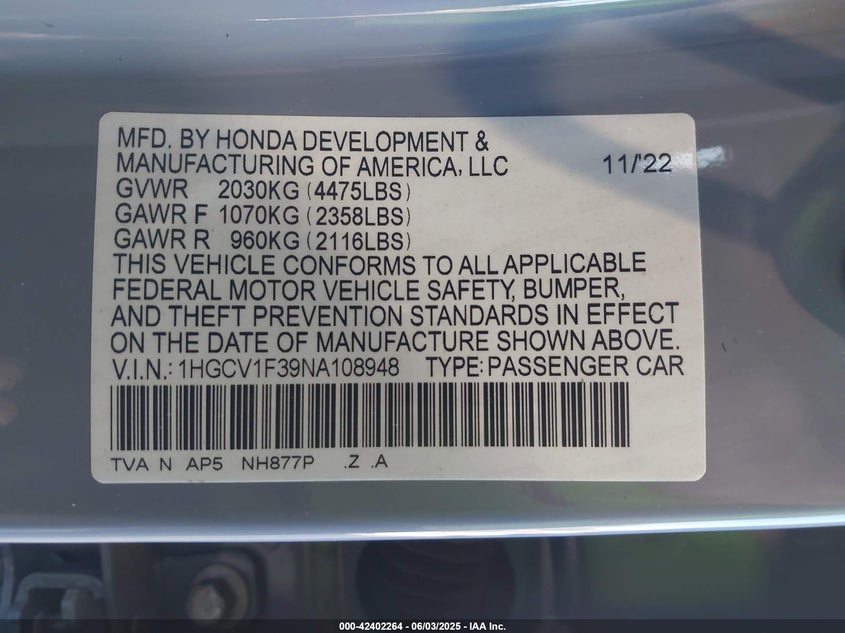 MFD. BY HONDA DEVELOPMENT &
MANUFACTURING OF AMERICA, LLC 11/'22
GVWR 2030KG (4475LBS)
GAWR F 1070KG (2358LBS)
GAWR R 960KG (2116LBS)
THIS VEHICLE CONFORMS TO ALL APPLICABLE
FEDERAL MOTOR VEHICLE SAFETY, BUMPER,
AND THEFT PREVENTION STANDARDS IN EFFECT
ON THE DATE OF MANUFACTURE SHOWN ABOVE.
V.I.N.: 1HGCV1F39NA108948 TYPE: PASSENGER CAR
TVA N AP5 NH877P .Z .A
000-42402264 - 06/03/2025 - IAA Inc.